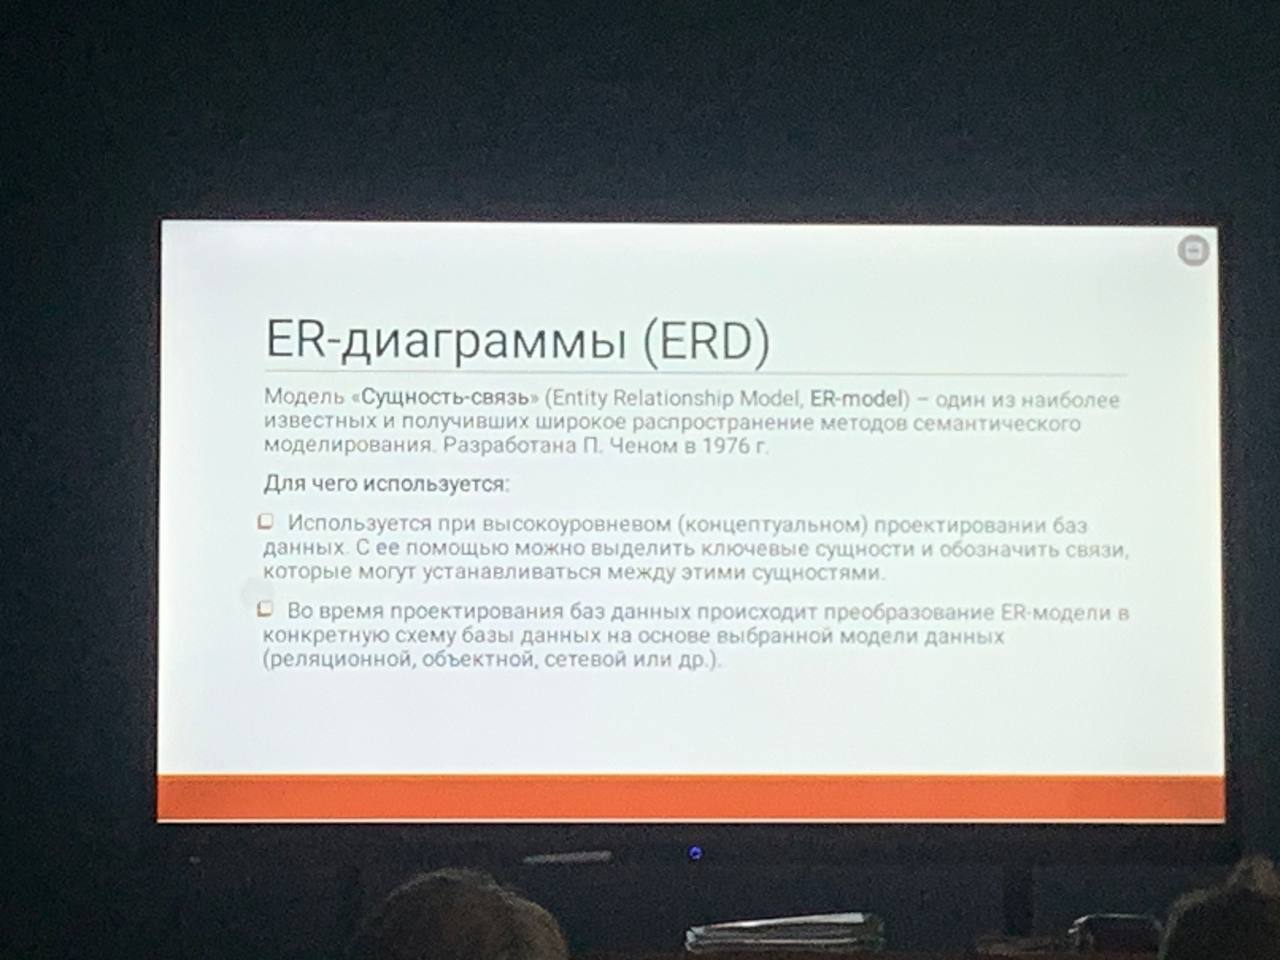 ER-диаграммы (ERD)
Модель «Сущность-связь» (Entity Relationship Model, ER-model) – один из наиболее
известных и получивших широкое распространение методов семантического
моделирования. Разработана П. Ченом в 1976 г.
Для чего используется:
Используется при высокоуровневом (концептуальном) проектировании баз
данных. С ее помощью можно выделить ключевые сущности и обозначить связи,
которые могут устанавливаться между этими сущностями.
Во время проектирования баз данных происходит преобразование ER-модели в
конкретную схему базы данных на основе выбранной модели данных
(реляционной, объектной, сетевой или др.).